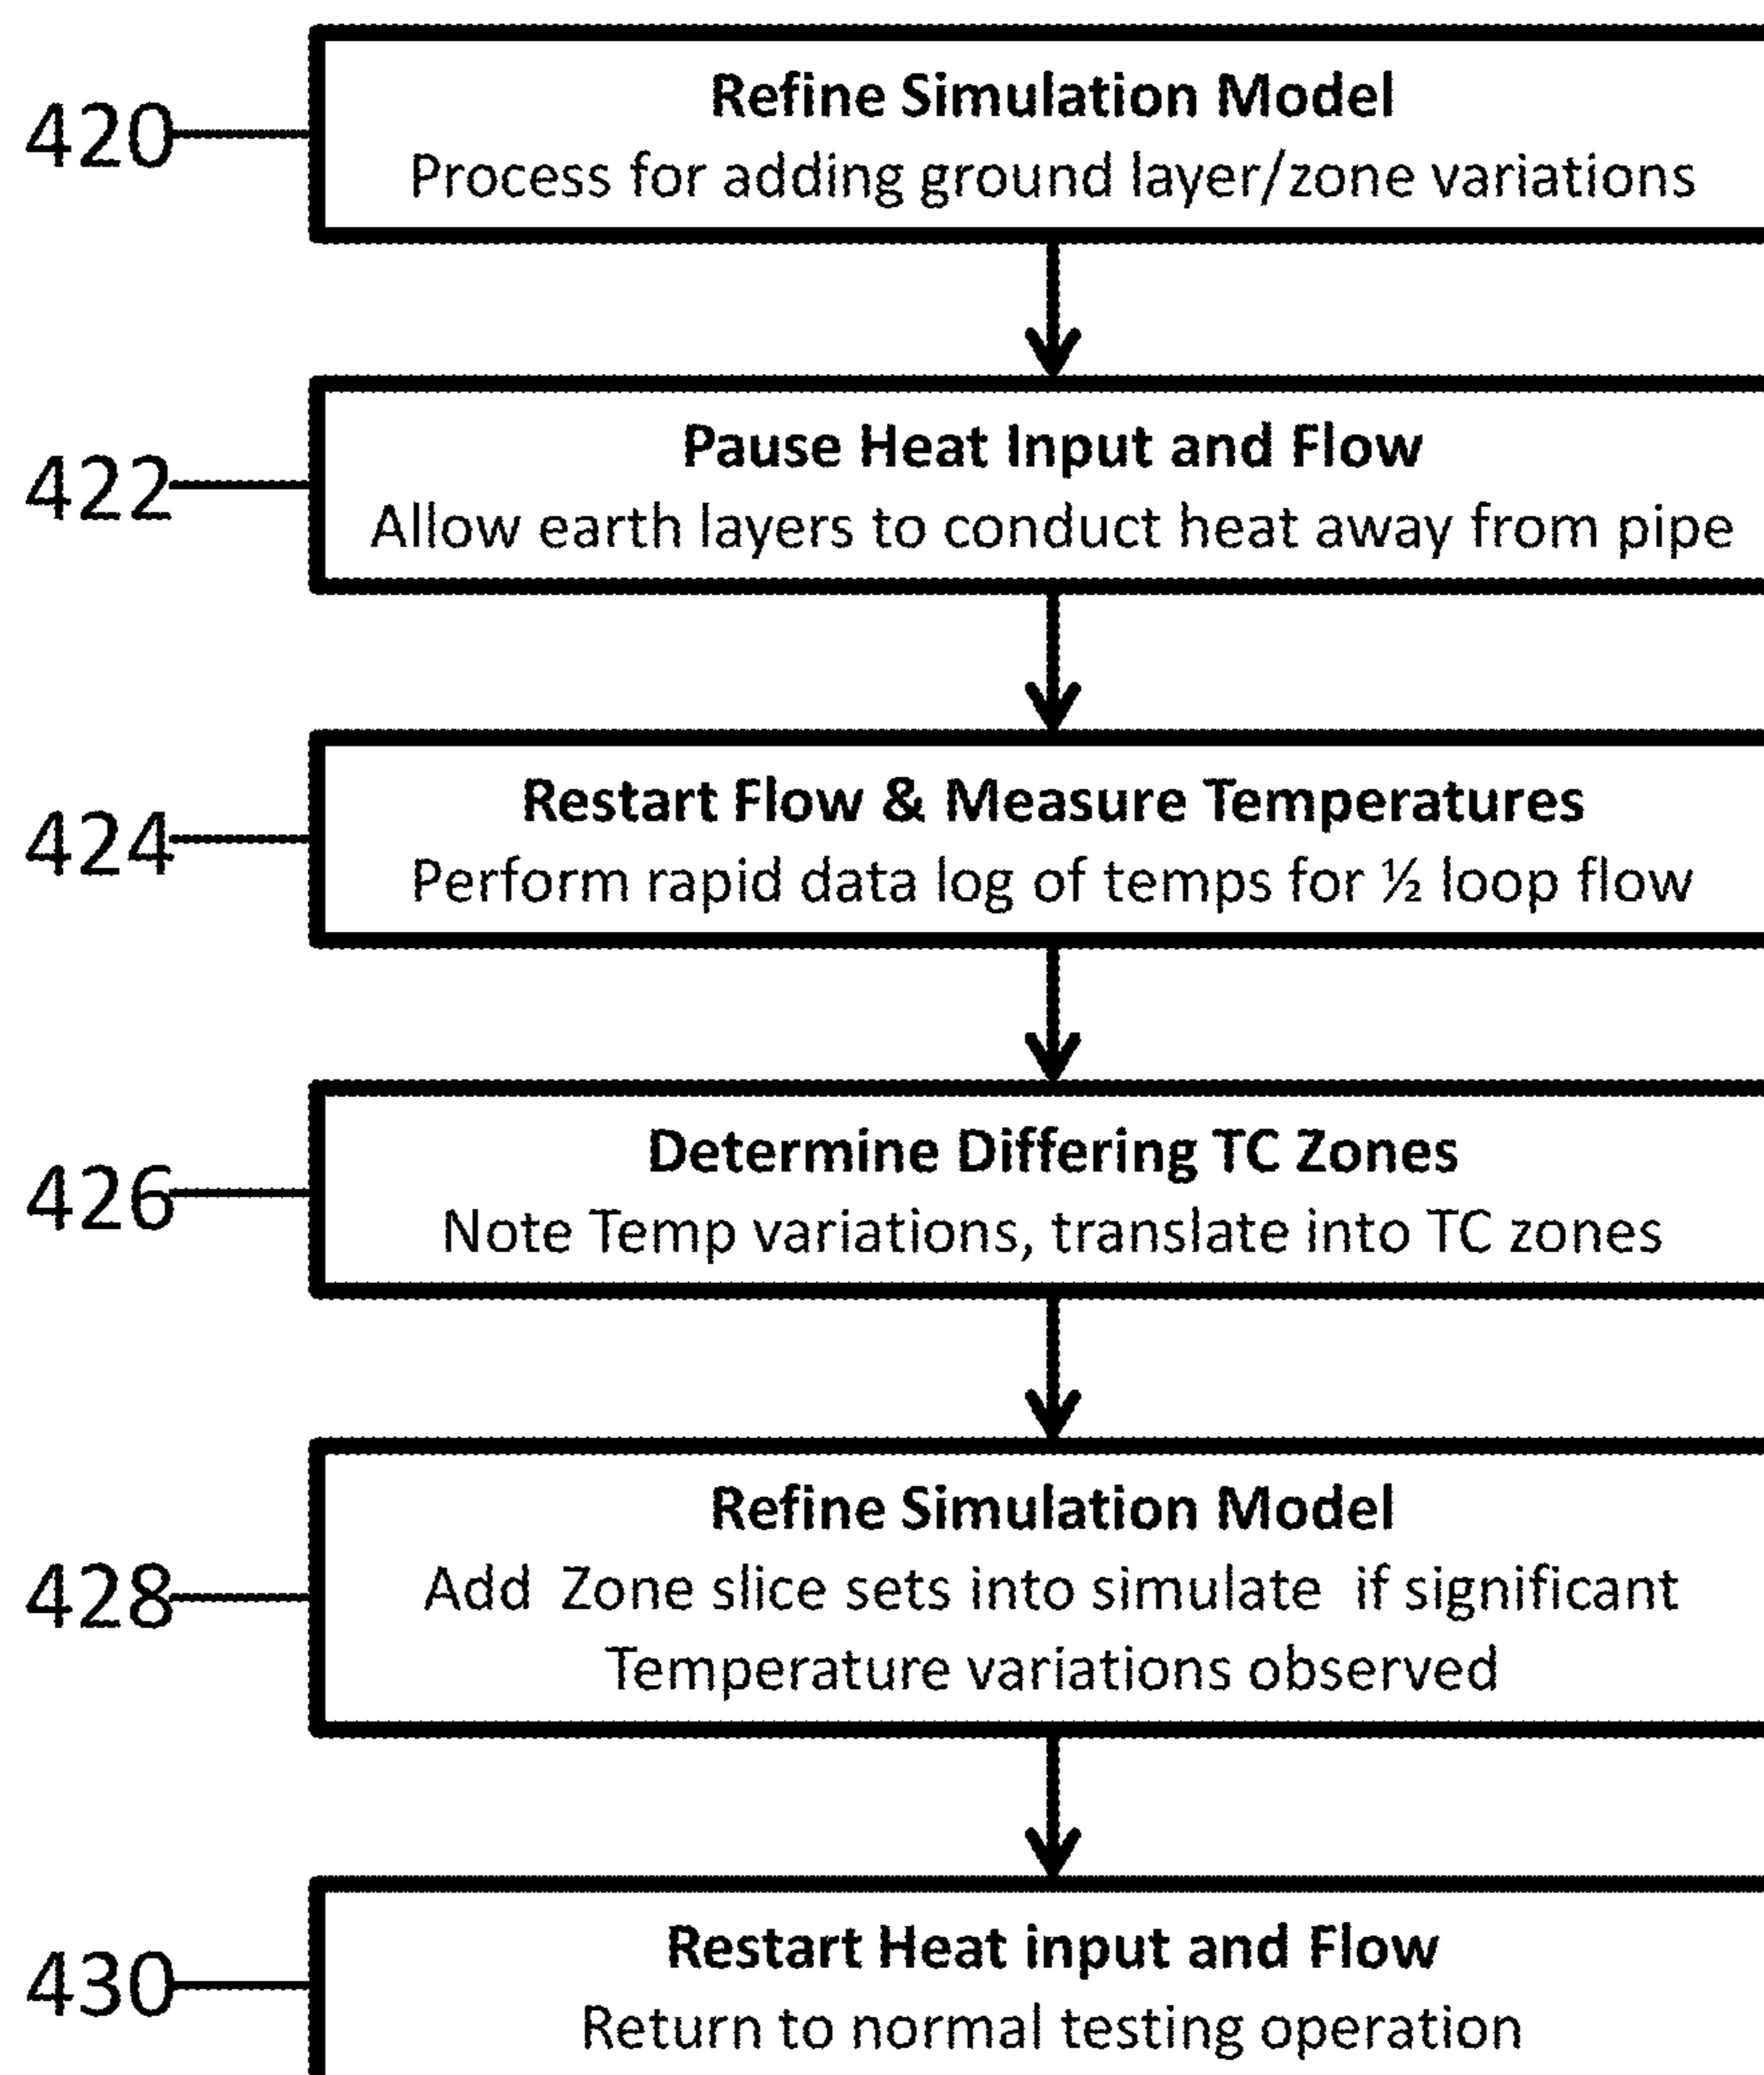 420
Refine Simulation Model
Process for adding ground layer/zone variations
422
Pause Heat Input and Flow
Allow earth layers to conduct heat away from pipe
424
Restart Flow & Measure Temperatures
Perform rapid data log of temps for ½ loop flow
426
Determine Differing TC Zones
Note Temp variations, translate into TC zones
428
Refine Simulation Model
Add Zone slice sets into simulate if significant
Temperature variations observed
430
Restart Heat input and Flow
Return to normal testing operation